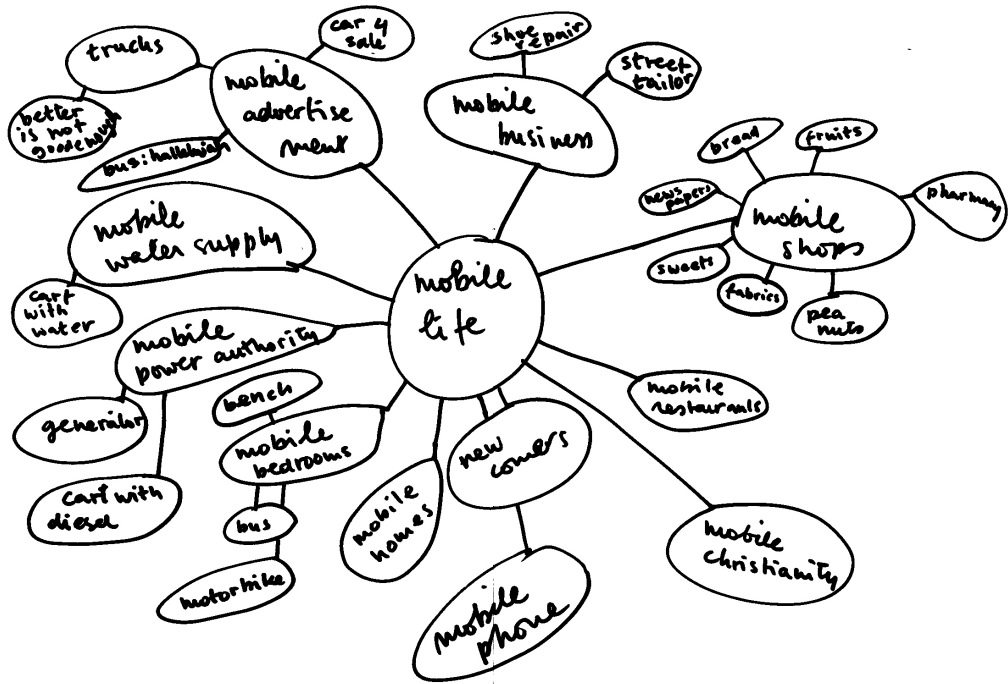 trucks
car 4
sale
shoe
repair
street
tailor
mobile
advertise
ment
mobile
business
better
is not
good enough
bus: hallelujah
bread
fruits
news
papers
pharmacy
mobile
shops
sweets
fabrics
pea
nuts
mobile
water supply
cart
with
water
mobile
life
mobile
power authority
generator
cart with
diesel
bench
mobile
bedrooms
bus
motorbike
mobile
homes
new
comers
mobile
phone
mobile
restaurants
mobile
christianity